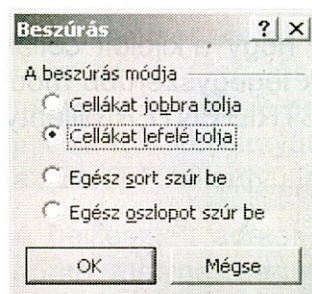 Beszúrás
A beszúrás módja
Cellákat jobbra tolja
Cellákat lefelé tolja
Egész sort szúr be
Egész oszlopot szúr be
OK
Mégse